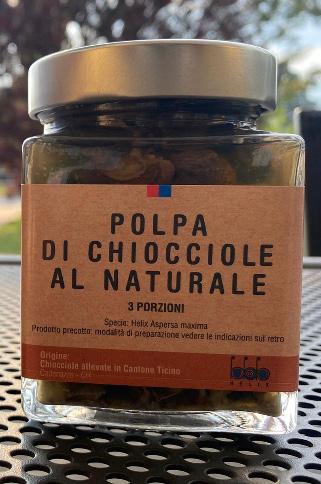 POLPA
DI CHIOCCIOLE
AL NATURALE
3 PORZIONI
Specie: Helix Aspersa maxima
Prodotto precotto: modalità di preparazione vedere le indicazioni sul retro
Origine:
Chiocciole allevate in Cantone Ticino
HELIX